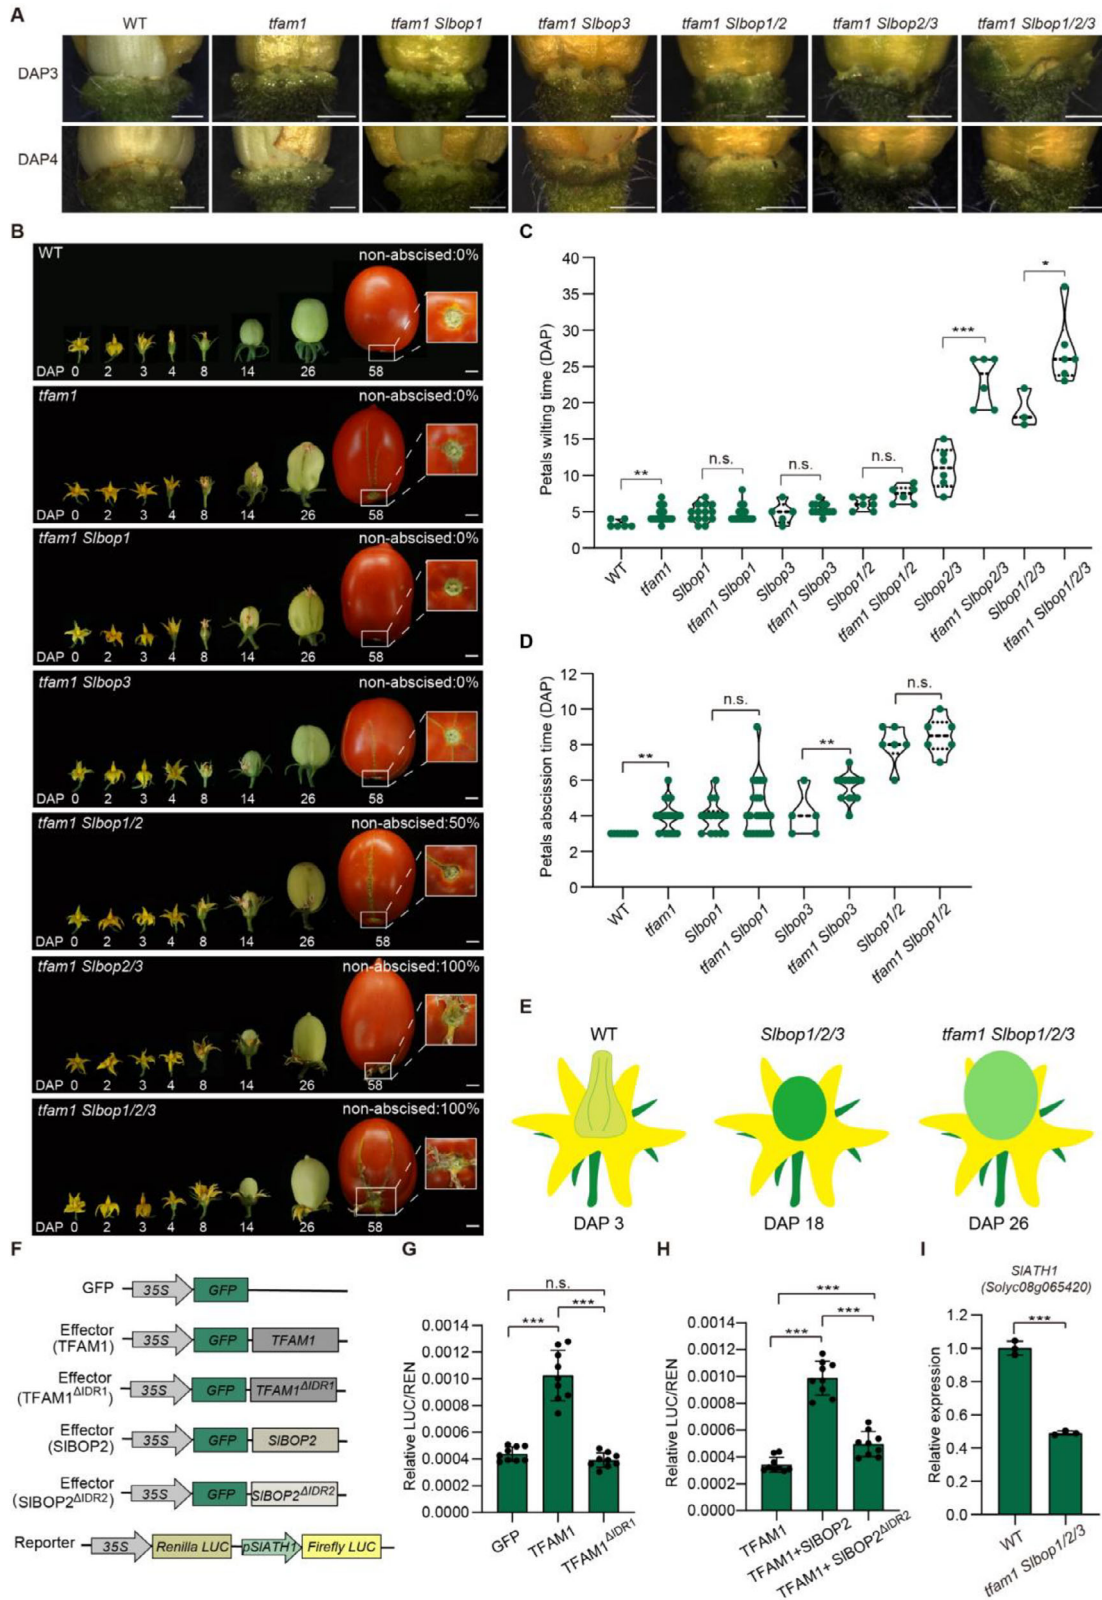 A
WT
tfam1
tfam1 Slbop1
tfam1 Slbop3
tfam1 Slbop1/2
tfam1 Slbop2/3
tfam1 Slbop1/2/3
DAP3
DAP4
B
WT
non-abscised:0%
DAP 0 2 3 4 8 14 26 58
tfam1
non-abscised:0%
DAP 0 2 3 4 8 14 26 58
tfam1 Slbop1
non-abscised:0%
DAP 0 2 3 4 8 14 26 58
tfam1 Slbop3
non-abscised:0%
DAP 0 2 3 4 8 14 26 58
tfam1 Slbop1/2
non-abscised:50%
DAP 0 2 3 4 8 14 26 58
tfam1 Slbop2/3
non-abscised:100%
DAP 0 2 3 4 8 14 26 58
tfam1 Slbop1/2/3
non-abscised:100%
DAP 0 2 3 4 8 14 26 58
C
Petals wilting time (DAP)
40
35
30
25
20
15
10
5
0
**
n.s.
n.s.
n.s.
***
*
WT
tfam1
Slbop1
tfam1 Slbop1
Slbop3
tfam1 Slbop3
Slbop1/2
tfam1 Slbop1/2
Slbop2/3
tfam1 Slbop2/3
Slbop1/2/3
tfam1 Slbop1/2/3
D
Petals abscission time (DAP)
12
10
8
6
4
2
0
**
n.s.
**
n.s.
WT
tfam1
Slbop1
tfam1 Slbop1
Slbop3
tfam1 Slbop3
Slbop1/2
tfam1 Slbop1/2
E
WT
Slbop1/2/3
tfam1 Slbop1/2/3
DAP 3
DAP 18
DAP 26
F
GFP
35S GFP
Effector
(TFAM1)
35S GFP TFAM1
Effector
(TFAM1ΔIDR1)
35S GFP TFAM1ΔIDR1
Effector
(SlBOP2)
35S GFP SlBOP2
Effector
(SlBOP2ΔIDR2)
35S GFP SlBOP2ΔIDR2
Reporter
35S Renilla LUC pSlATH1 Firefly LUC
G
Relative LUC/REN
0.0014
0.0012
0.0010
0.0008
0.0006
0.0004
0.0002
0.0000
n.s.
***
***
GFP
TFAM1
TFAM1ΔIDR1
H
Relative LUC/REN
0.0014
0.0012
0.0010
0.0008
0.0006
0.0004
0.0002
0.0000
***
***
***
TFAM1
TFAM1+SlBOP2
TFAM1+ SlBOP2ΔIDR2
I
SlATH1
(Solyc08g065420)
Relative expression
1.2
1.0
0.8
0.6
0.4
0.2
0.0
***
WT
tfam1 Slbop1/2/3